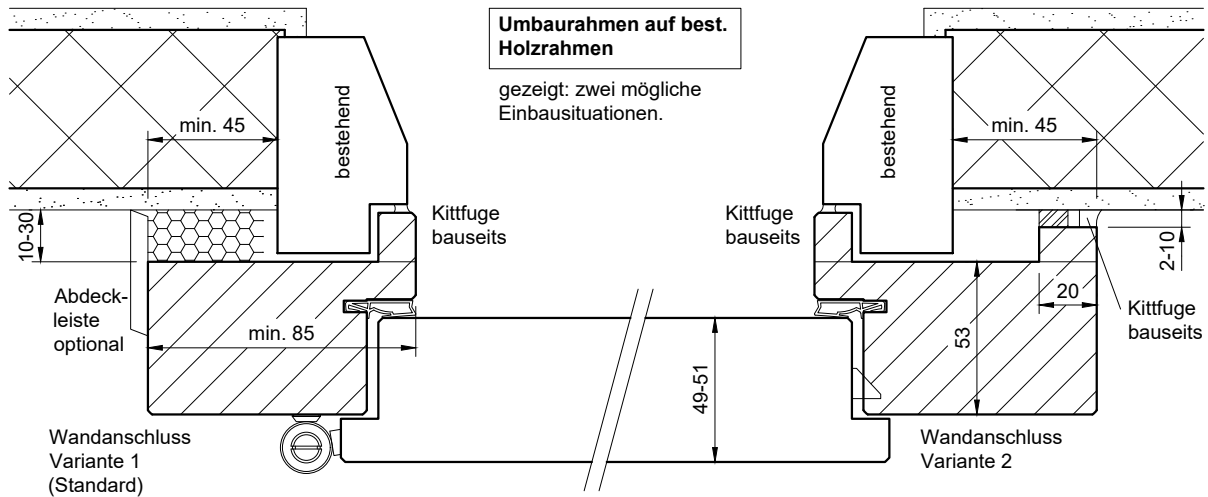 Umbaurahmen auf best.
Holzrahmen
gezeigt: zwei mögliche
Einbausituationen.
min. 45
bestehend
bestehend
min. 45
10-30
Kittfuge
bauseits
Kittfuge
bauseits
2-10
Abdeck-
leiste
optional
min. 85
20
Kittfuge
bauseits
53
49-51
Wandanschluss
Variante 1
(Standard)
Wandanschluss
Variante 2